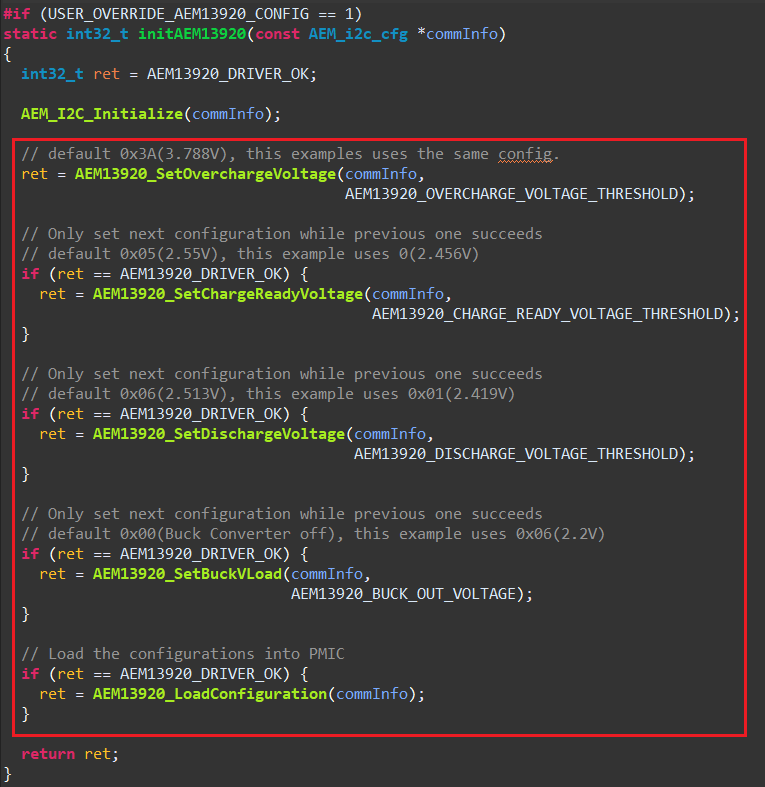 #if (USER_OVERRIDE_AEM13920_CONFIG == 1)
static int32_t initAEM13920(const AEM_i2c_cfg *commInfo)
{
  int32_t ret = AEM13920_DRIVER_OK;

  AEM_I2C_Initialize(commInfo);

  // default 0x3A(3.788V), this examples uses the same config.
  ret = AEM13920_SetOverchargeVoltage(commInfo,
                                      AEM13920_OVERCHARGE_VOLTAGE_THRESHOLD);

  // Only set next configuration while previous one succeeds
  // default 0x05(2.55V), this example uses 0(2.456V)
  if (ret == AEM13920_DRIVER_OK) {
    ret = AEM13920_SetChargeReadyVoltage(commInfo,
                                         AEM13920_CHARGE_READY_VOLTAGE_THRESHOLD);
  }

  // Only set next configuration while previous one succeeds
  // default 0x06(2.513V), this example uses 0x01(2.419V)
  if (ret == AEM13920_DRIVER_OK) {
    ret = AEM13920_SetDischargeVoltage(commInfo,
                                       AEM13920_DISCHARGE_VOLTAGE_THRESHOLD);
  }

  // Only set next configuration while previous one succeeds
  // default 0x00(Buck Converter off), this example uses 0x06(2.2V)
  if (ret == AEM13920_DRIVER_OK) {
    ret = AEM13920_SetBuckVLoad(commInfo,
                                AEM13920_BUCK_OUT_VOLTAGE);
  }

  // Load the configurations into PMIC
  if (ret == AEM13920_DRIVER_OK) {
    ret = AEM13920_LoadConfiguration(commInfo);
  }

  return ret;
}